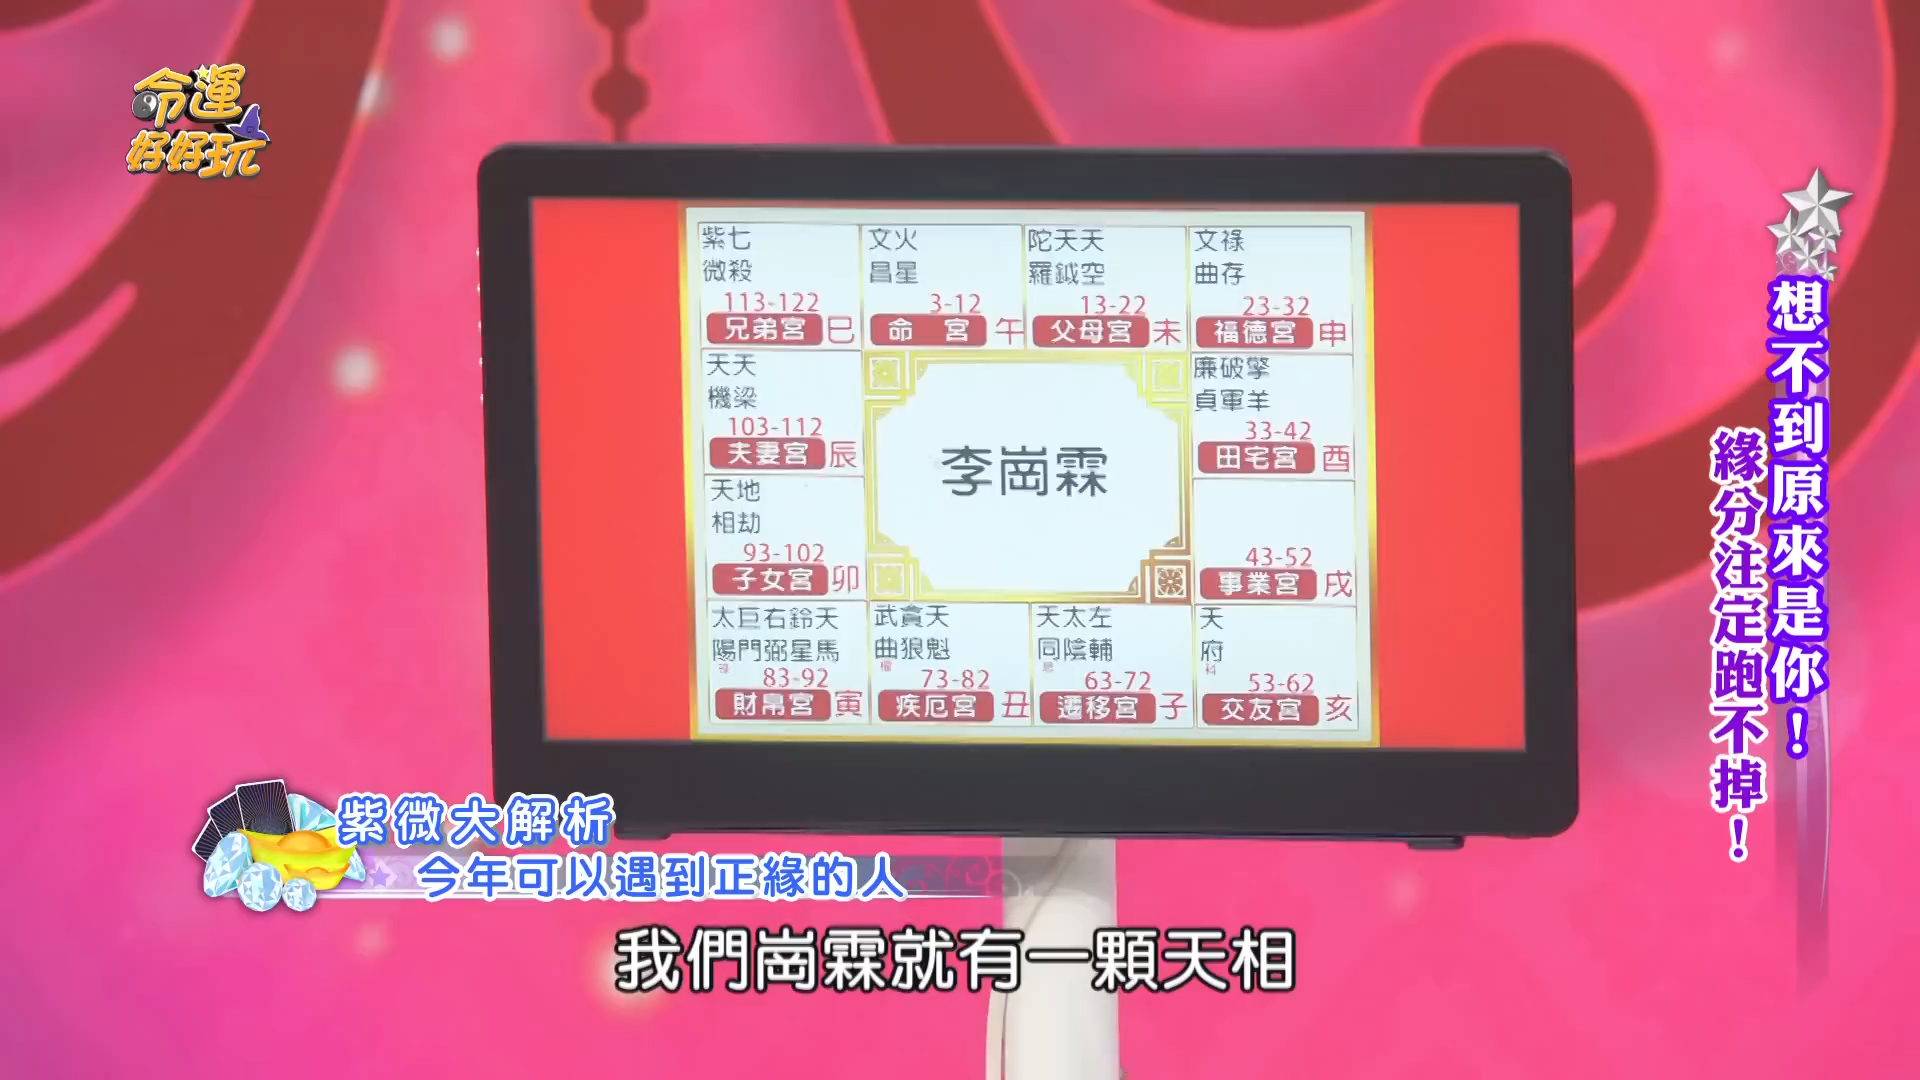 命運
好好玩
想不到原來是你！
緣分注定跑不掉！
紫七
微殺
113-122
兄弟宮 巳
文火
昌星
3-12
命宮 午
陀天天
羅鉞空
13-22
父母宮 未
文祿
曲存
23-32
福德宮 申
天天
機梁
103-112
夫妻宮 辰
李崗霖
廉破擎
貞軍羊
33-42
田宅宮 酉
天地
相劫
93-102
子女宮 卯
43-52
事業宮 戌
太巨右鈴天
陽門弼星馬
83-92
財帛宮 寅
武貪天
曲狼魁
權
73-82
疾厄宮 丑
天太左
同陰輔
63-72
遷移宮 子
天
府
科
53-62
交友宮 亥
紫微大解析
今年可以遇到正緣的人
我們崗霖就有一顆天相